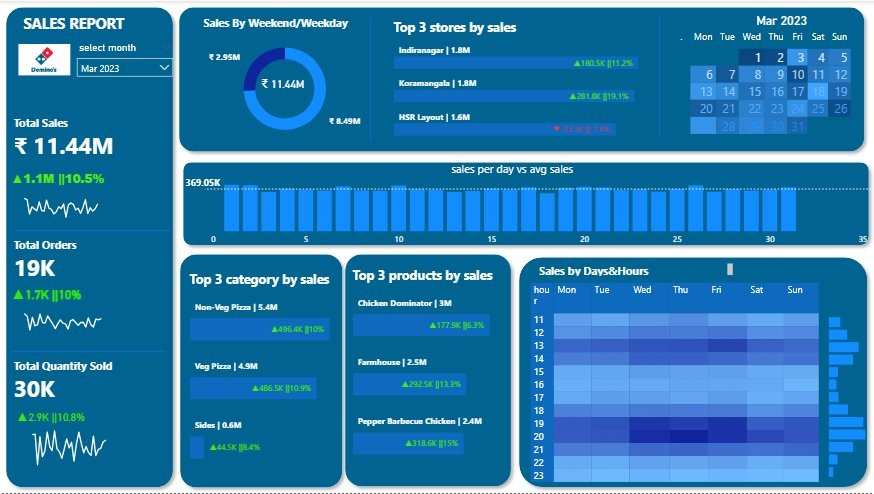 SALES REPORT
Domino's
select month
Mar 2023
Total Sales
₹ 11.44M
▲1.1M ||10.5%
Total Orders
19K
▲1.7K ||10%
Total Quantity Sold
30K
▲2.9K ||10.8%
Sales By Weekend/Weekday
₹ 2.95M
₹ 11.44M
₹ 8.49M
Top 3 stores by sales
Indiranagar | 1.8M
▲180.5K ||11.2%
Koramangala | 1.8M
▲281.8K ||19.1%
HSR Layout | 1.6M
Mar 2023
Mon Tue Wed Thu Fri Sat Sun
1 2 3 4 5
6 7 8 9 10 11 12
13 14 15 16 17 18 19
20 21 22 23 24 25 26
28 29 30 31
sales per day vs avg sales
369.05K
0 5 10 15 20 25 30 35
Top 3 category by sales
Non-Veg Pizza | 5.4M
▲496.4K ||10%
Veg Pizza | 4.9M
▲486.5K ||10.9%
Sides | 0.6M
▲44.5K ||8.4%
Top 3 products by sales
Chicken Dominator | 3M
▲177.9K ||6.3%
Farmhouse | 2.5M
▲292.5K ||13.3%
Pepper Barbecue Chicken | 2.4M
▲318.6K ||15%
Sales by Days&Hours
hou
r
Mon Tue Wed Thu Fri Sat Sun
11
12
13
14
15
16
17
18
19
20
21
22
23